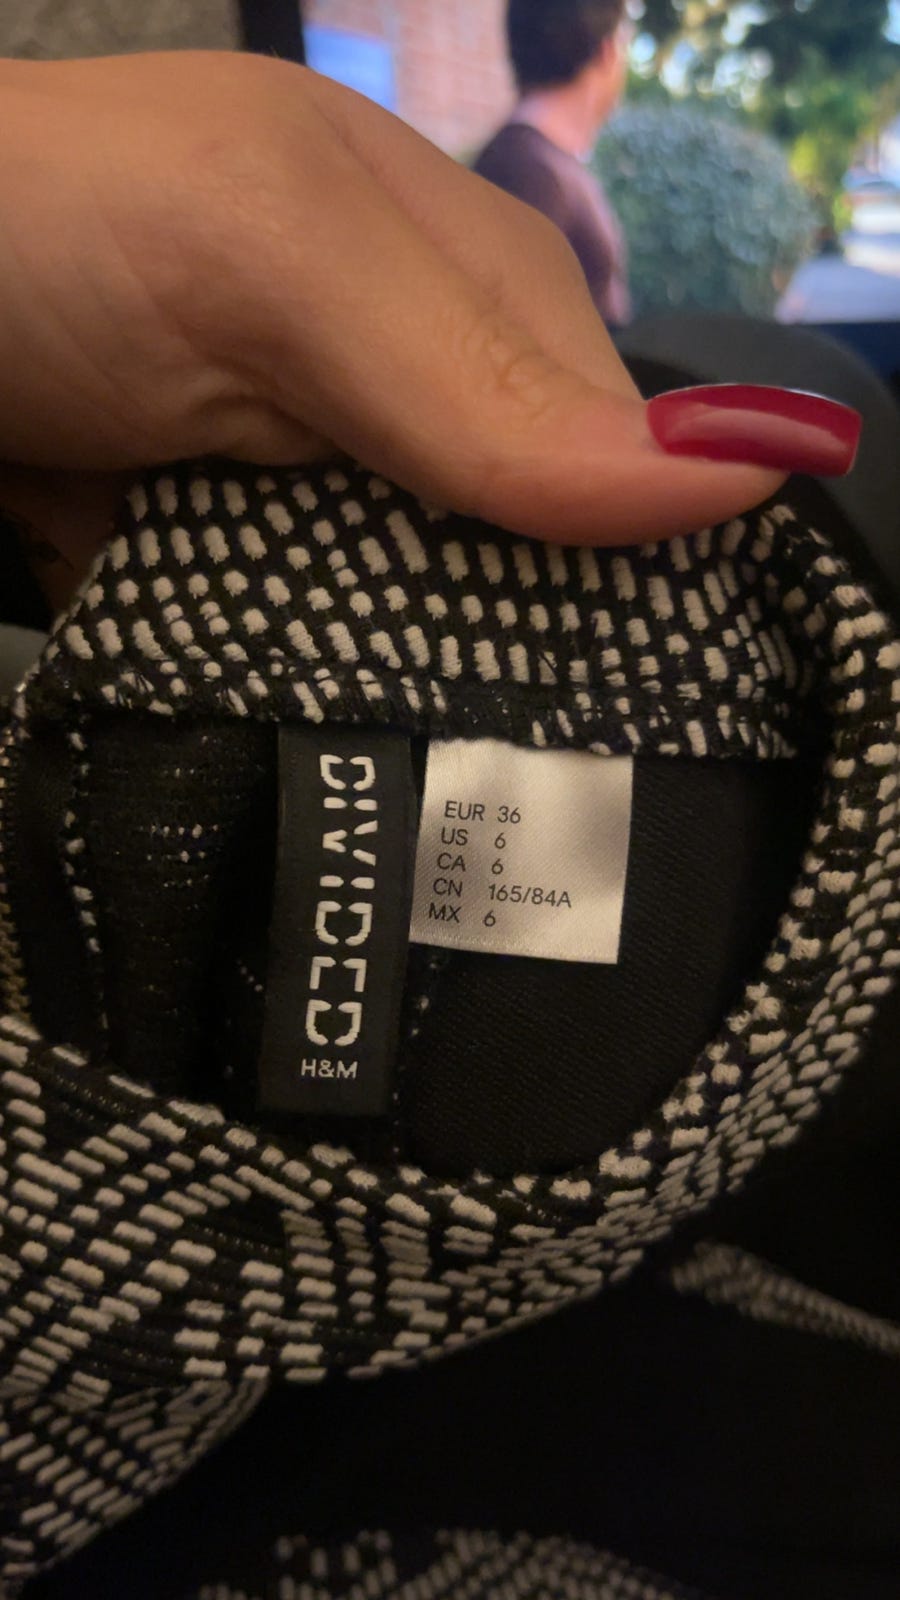 DIVIDED
H&M
EUR 36
US 6
CA 6
CN 165/84A
MX 6